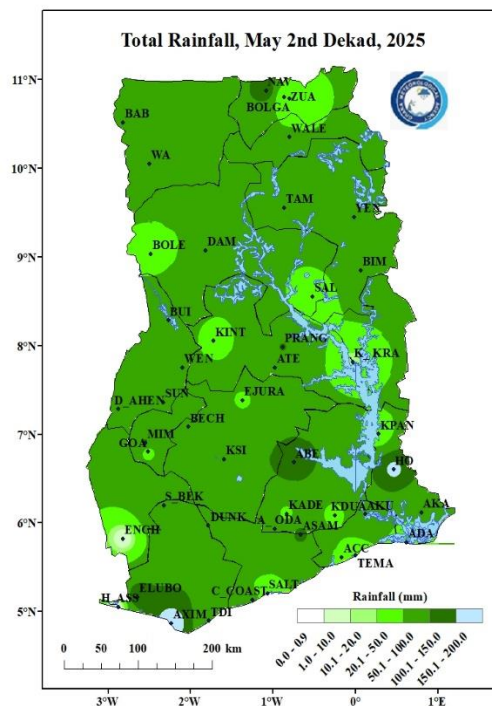 Total Rainfall, May 2nd Dekad, 2025
11°N
NAV
ZUA
BOLGA
BAB
WALE
10°N
WA
TAM
YEN
9°N
BOLE
DAM
BIM
SAL
BUI
8°N
KINT
PRANG
K_KRA
WEN
ATE
D_AHEN
SUN
EJURA
7°N
BECH
KPAN
GOA
MIM
KSI
ABE
HO
S_BEK
KADE
KDUA
AKU
AKA
6°N
DUNK_A
ODA
ASAM
ADA
ENCH
ACC
TEMA
H_ASS
ELUBO
C_COAST
SALT
5°N
AXIM
TDI
Rainfall (mm)
0.0 - 0.9
1.0 - 10.0
10.1 - 20.0
20.1 - 50.0
50.1 - 100.0
100.1 - 150.0
150.1 - 200.0
0 50 100 200 km
3°W 2°W 1°W 0° 1°E